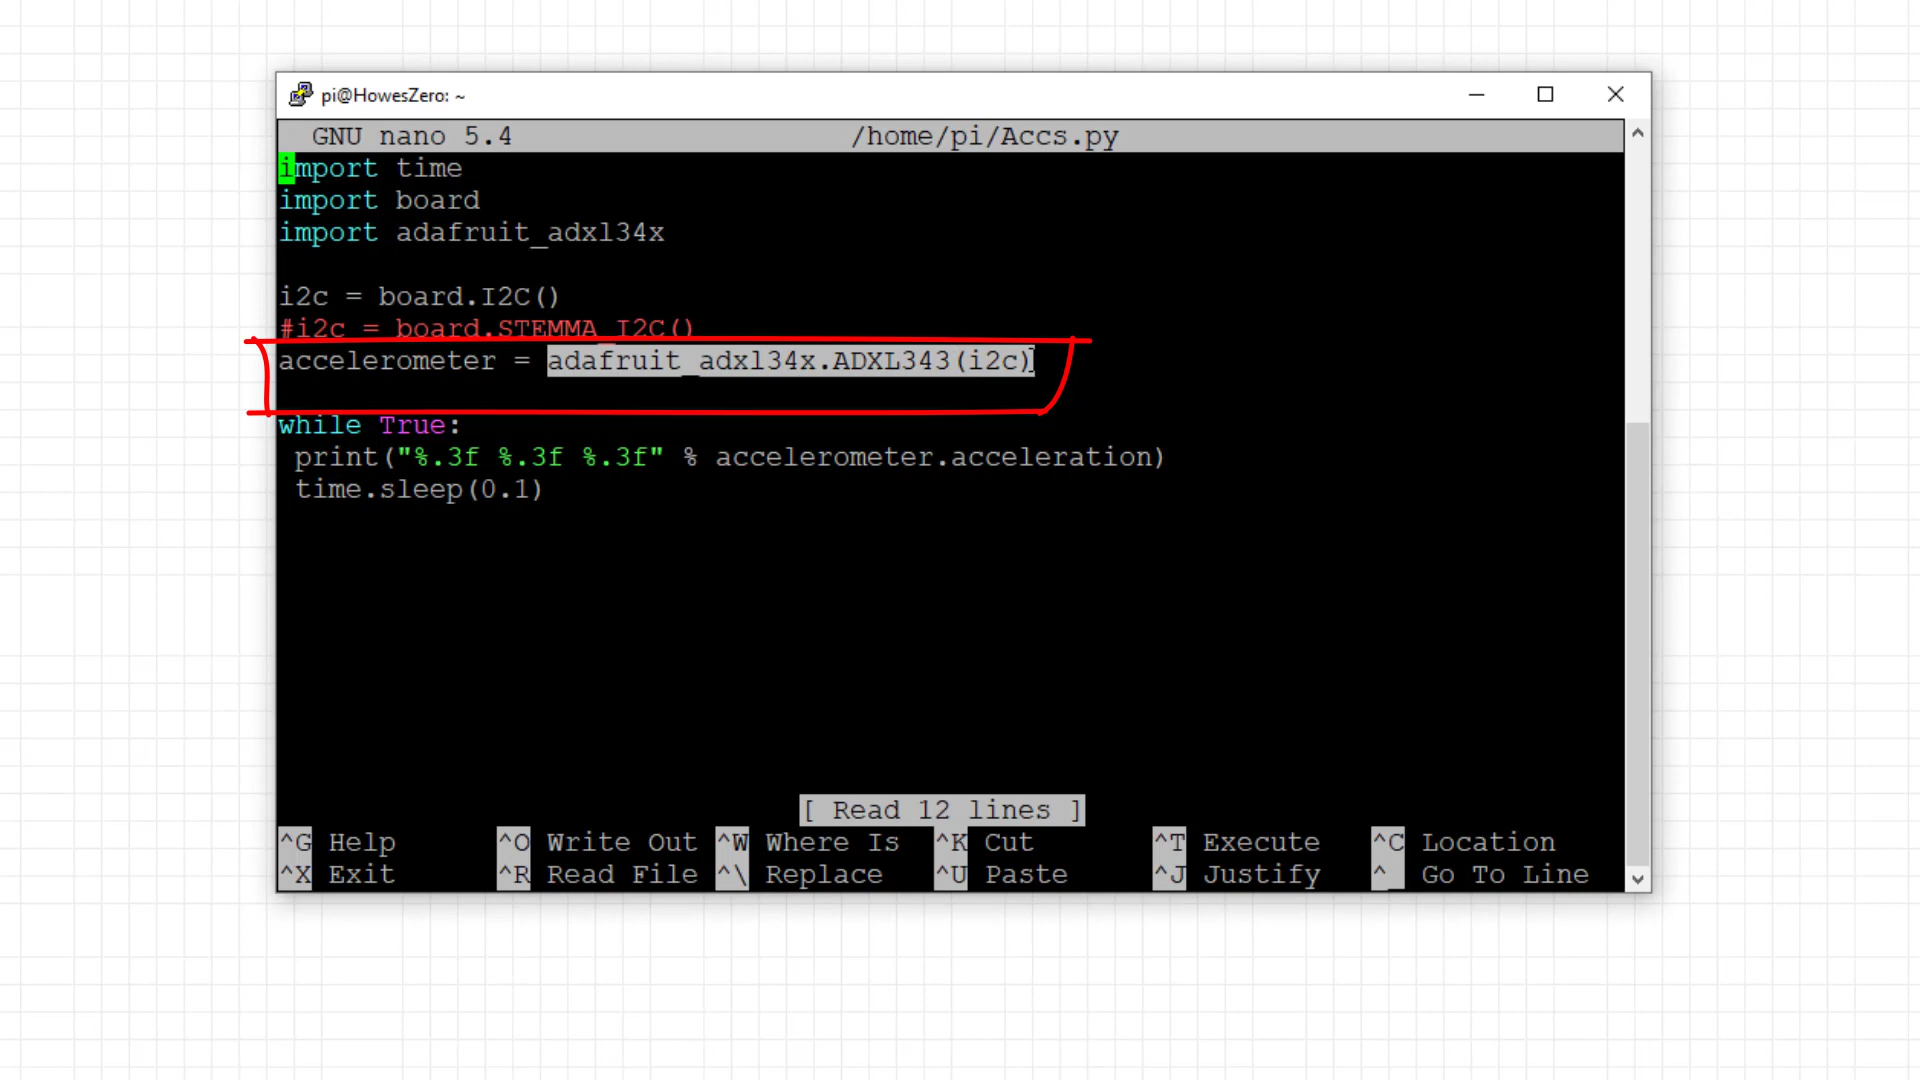 pi@HowesZero: ~
GNU nano 5.4 /home/pi/Accs.py
import time
import board
import adafruit_adxl34x
i2c = board.I2C()
#i2c = board.STEMMA_I2C()
accelerometer = adafruit_adxl34x.ADXL343(i2c)
while True:
print("%.3f %.3f %.3f" % accelerometer.acceleration)
time.sleep(0.1)
[ Read 12 lines ]
^G Help ^O Write Out ^W Where Is ^K Cut ^T Execute ^C Location
^X Exit ^R Read File ^\ Replace ^U Paste ^J Justify ^_ Go To Line